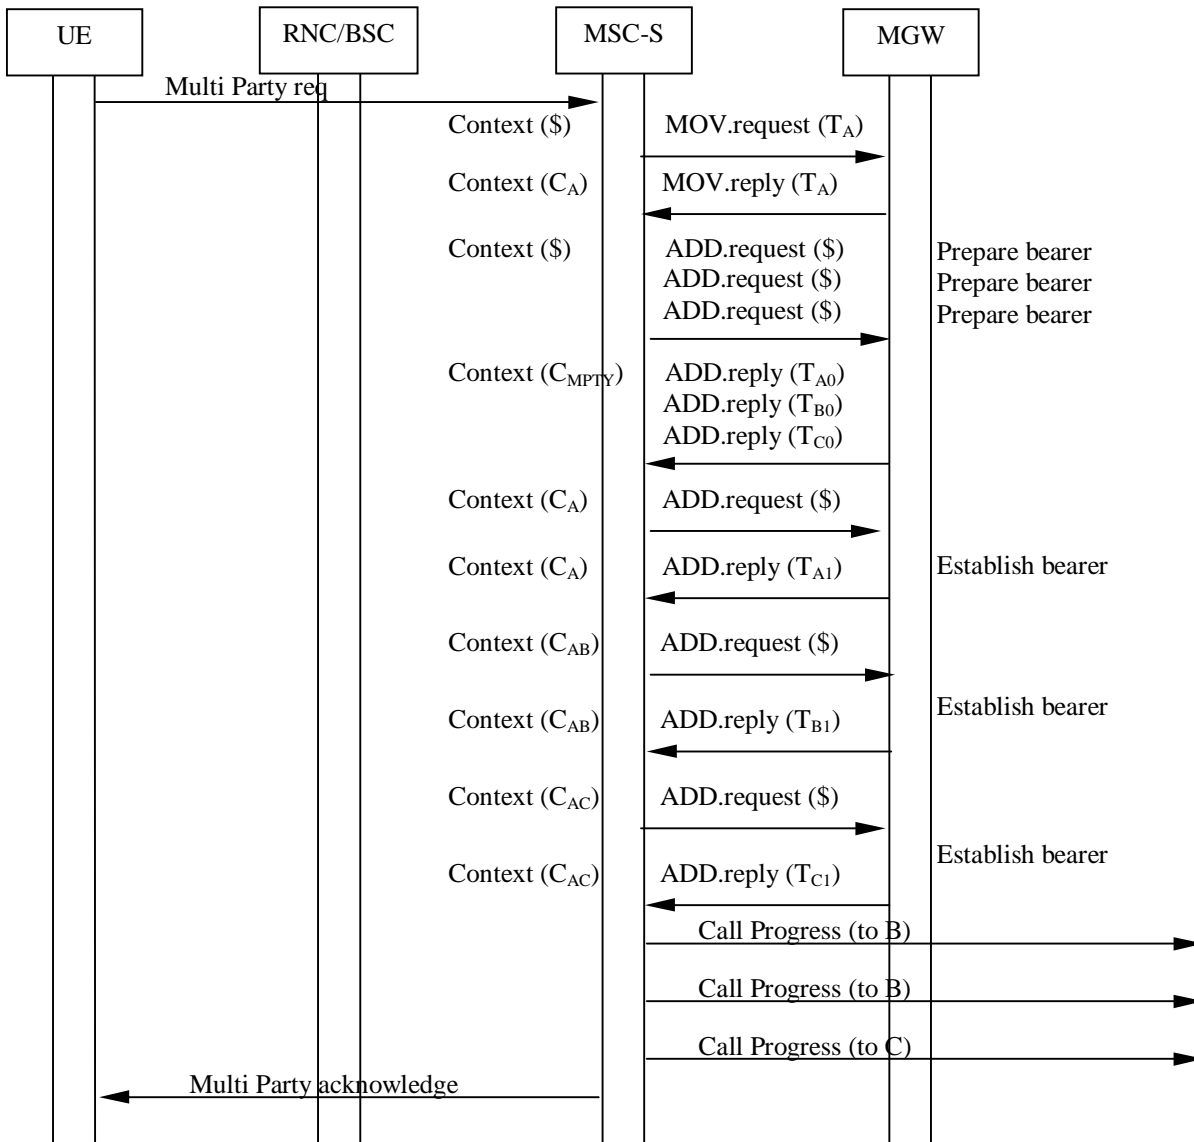 UE
RNC/BSC
MSC-S
MGW
Multi Party req
Context ($)
MOV.request (TA)
Context (CA)
MOV.reply (TA)
Context ($)
ADD.request ($)
Prepare bearer
ADD.request ($)
Prepare bearer
ADD.request ($)
Prepare bearer
Context (CMPTY)
ADD.reply (TA0)
ADD.reply (TB0)
ADD.reply (TC0)
Context (CA)
ADD.request ($)
Context (CA)
ADD.reply (TA1)
Establish bearer
Context (CAB)
ADD.request ($)
Establish bearer
Context (CAB)
ADD.reply (TB1)
Context (CAC)
ADD.request ($)
Establish bearer
Context (CAC)
ADD.reply (TC1)
Call Progress (to B)
Call Progress (to B)
Call Progress (to C)
Multi Party acknowledge